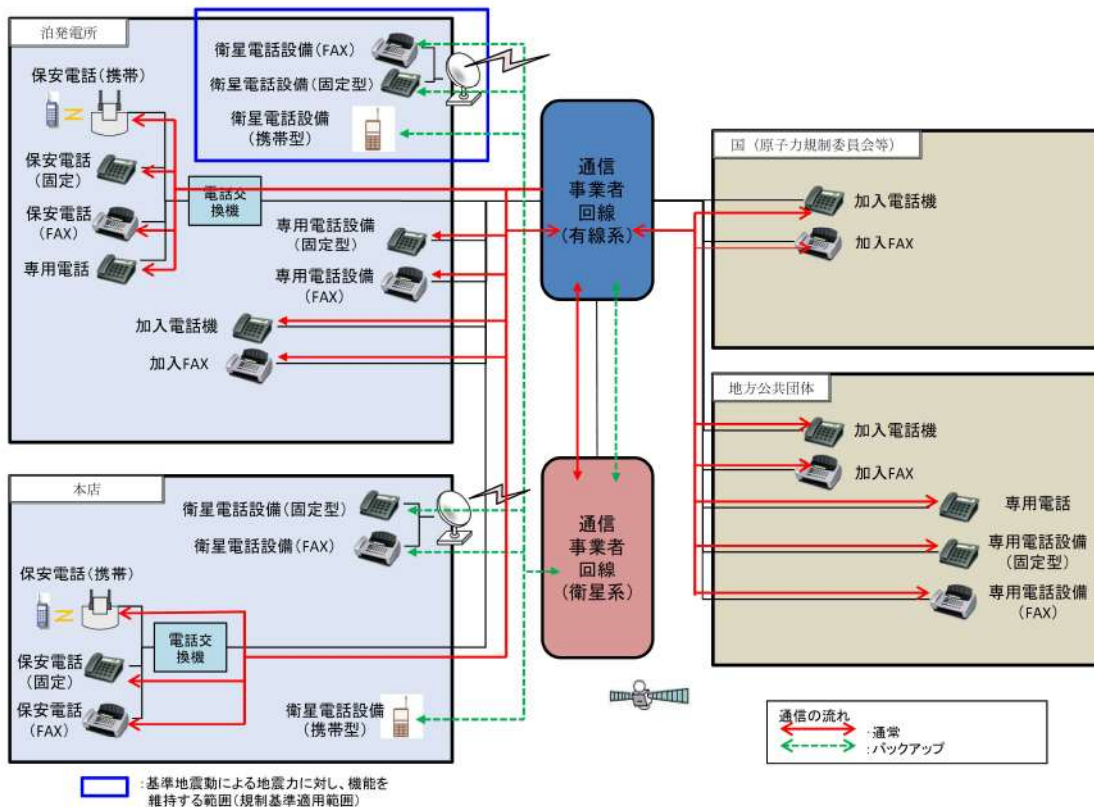 泊発電所
衛星電話設備(FAX)
衛星電話設備(固定型)
衛星電話設備
(携帯型)
保安電話(携帯)
保安電話
(固定)
保安電話
(FAX)
専用電話
電話交
換機
専用電話設備
(固定型)
専用電話設備
(FAX)
加入電話機
加入FAX
通信
事業者
回線
(有線系)
国（原子力規制委員会等）
加入電話機
加入FAX
地方公共団体
加入電話機
加入FAX
専用電話
専用電話設備
(固定型)
専用電話設備
(FAX)
本店
衛星電話設備(固定型)
衛星電話設備(FAX)
保安電話(携帯)
保安電話
(固定)
保安電話
(FAX)
電話交
換機
衛星電話設備
(携帯型)
通信
事業者
回線
(衛星系)
通信の流れ
:通常
:バックアップ
:基準地震動による地震力に対し、機能を
維持する範囲(規制基準適用範囲)